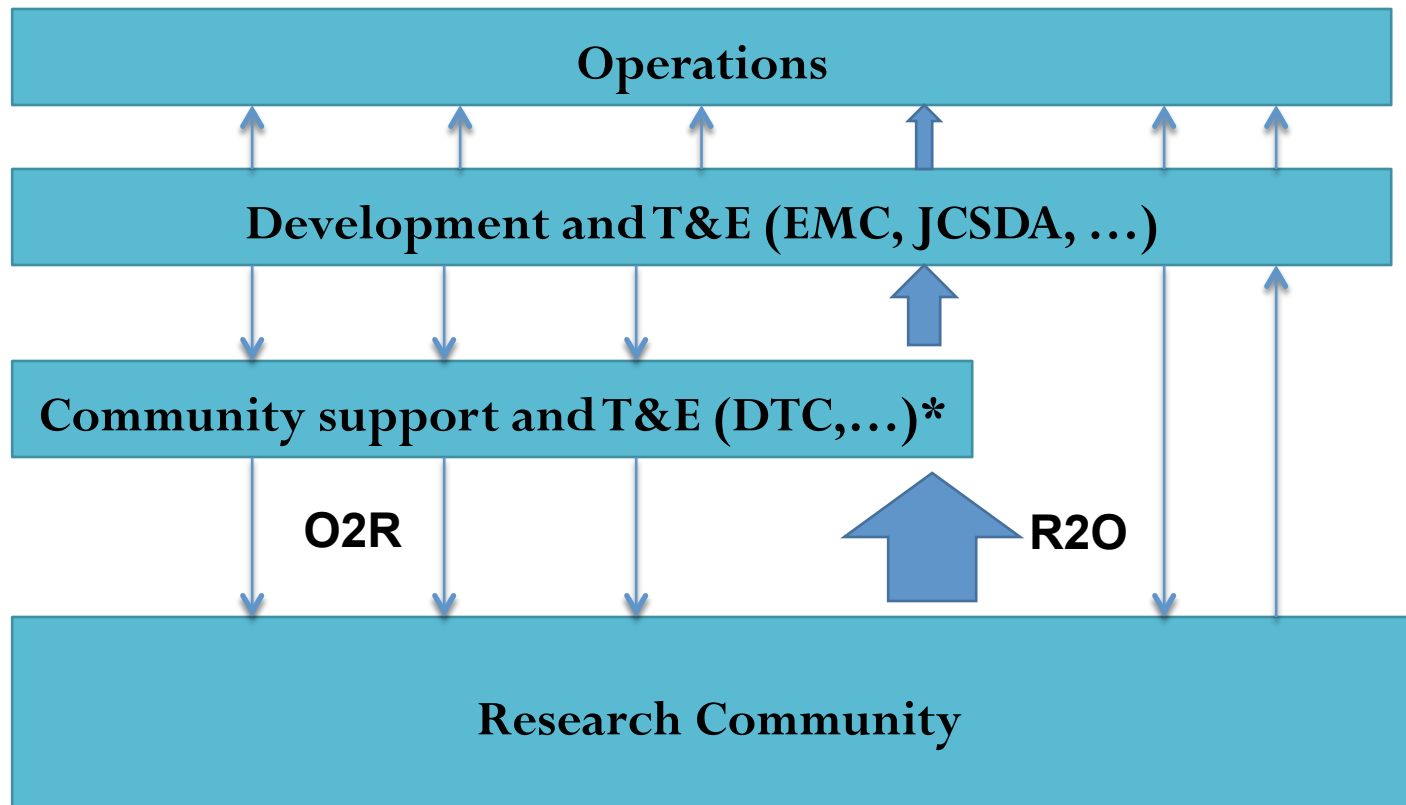 Operations
Development and T&E (EMC, JCSDA, …)
Community support and T&E (DTC,…)*
O2R
R2O
Research Community